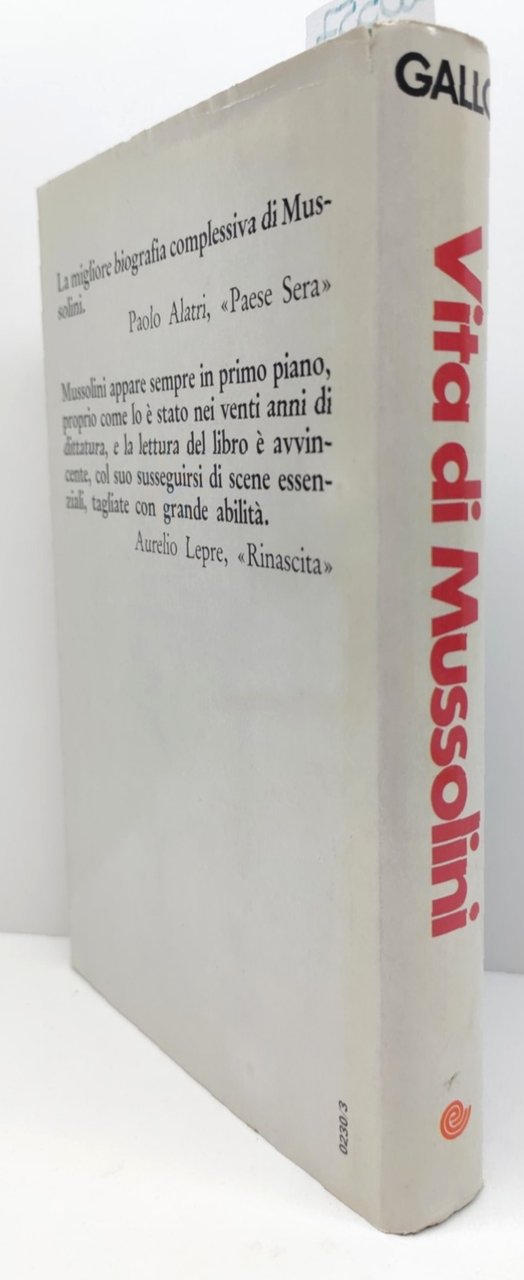 GALLO
Vita di Mussolini
La migliore biografia complessiva di Mus-
solini.
Paolo Alatri, «Paese Sera»
Mussolini appare sempre in primo piano,
proprio come lo è stato nei venti anni di
dittatura, e la lettura del libro è avvin-
cente, col suo susseguirsi di scene essen-
ziali, tagliate con grande abilità.
Aurelio Lepre, «Rinascita»
0230/3